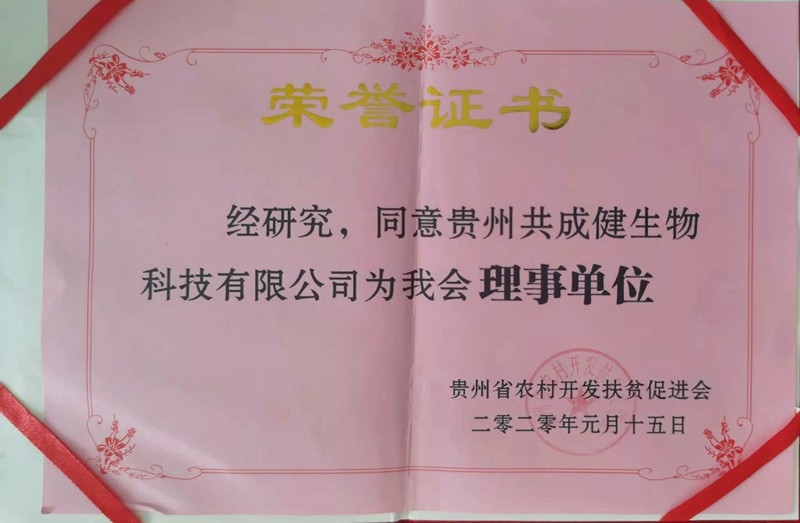 荣誉证书
经研究，同意贵州共成健生物
科技有限公司为我会理事单位
贵州省农村开发扶贫促进会
二零二零年元月十五日